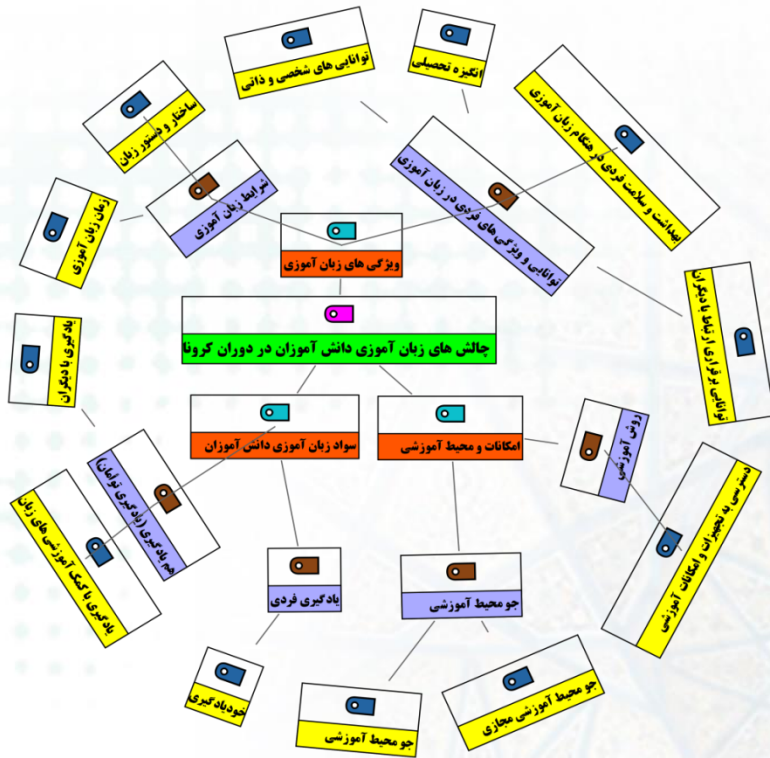 توانایی های شخصی و ذاتی
انگیزه تحصیلی
بهداشت و سلامت فردی در هنگام زبان آموزی
ساختار و دستور زبان
شرایط زبان آموزی
توانایی و ویژگی های فردی در زبان آموزی
زمان زبان آموزی
ویژگی های زبان آموزی
توانایی برقراری ارتباط با دیگران
یادگیری با دیگران
چالش های زبان آموزی دانش آموزان در دوران کرونا
سواد زبان آموزی دانش آموزان
امکانات و محیط آموزشی
روش آموزشی
هم یادگیری (یادگیری توامان)
یادگیری با کمک آموزشی های زبان
دسترسی به تجهیزات و امکانات آموزشی
یادگیری فردی
جو محیط آموزشی
خودیادگیری
جو محیط آموزشی
جو محیط آموزشی مجازی